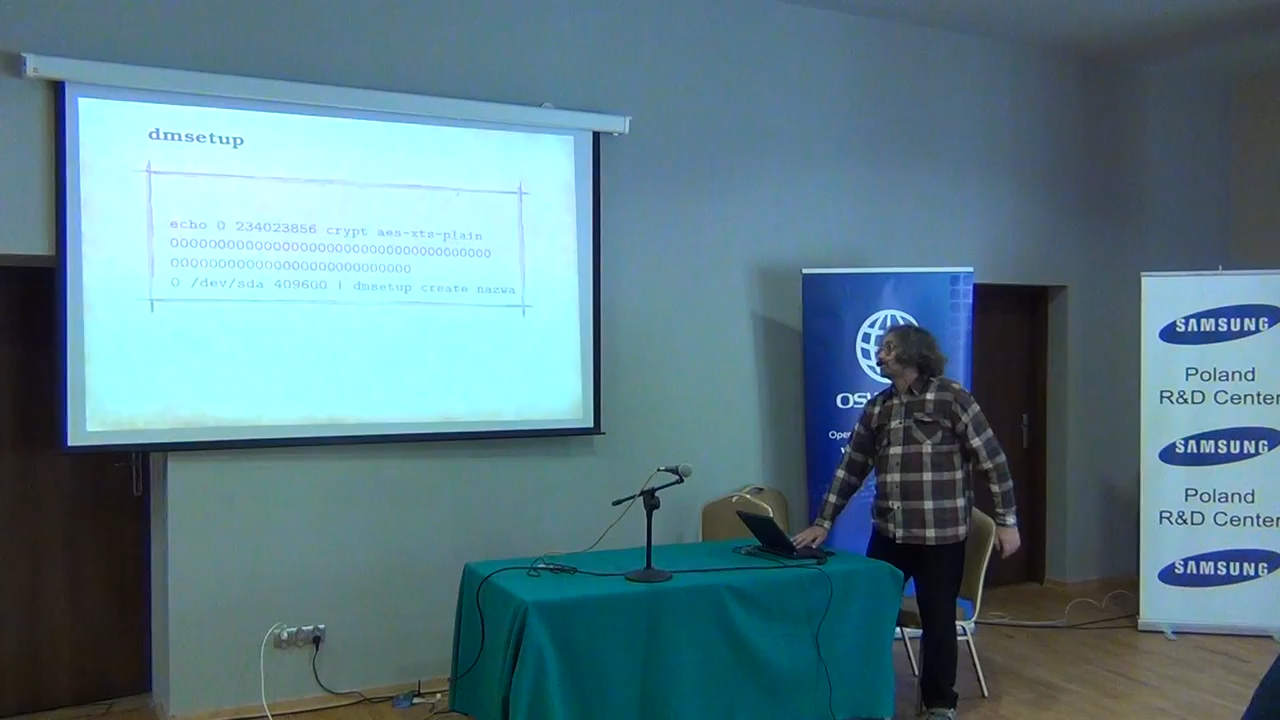 dmsetup
echo 0 234023856 crypt aes-xts-plain
00000000000000000000000000000000000000
0000000000000000000000000000
0 /dev/sda 409600 | dmsetup create nazwa
SAMSUNG
Poland
R&D Center
SAMSUNG
Poland
R&D Center
SAMSUNG